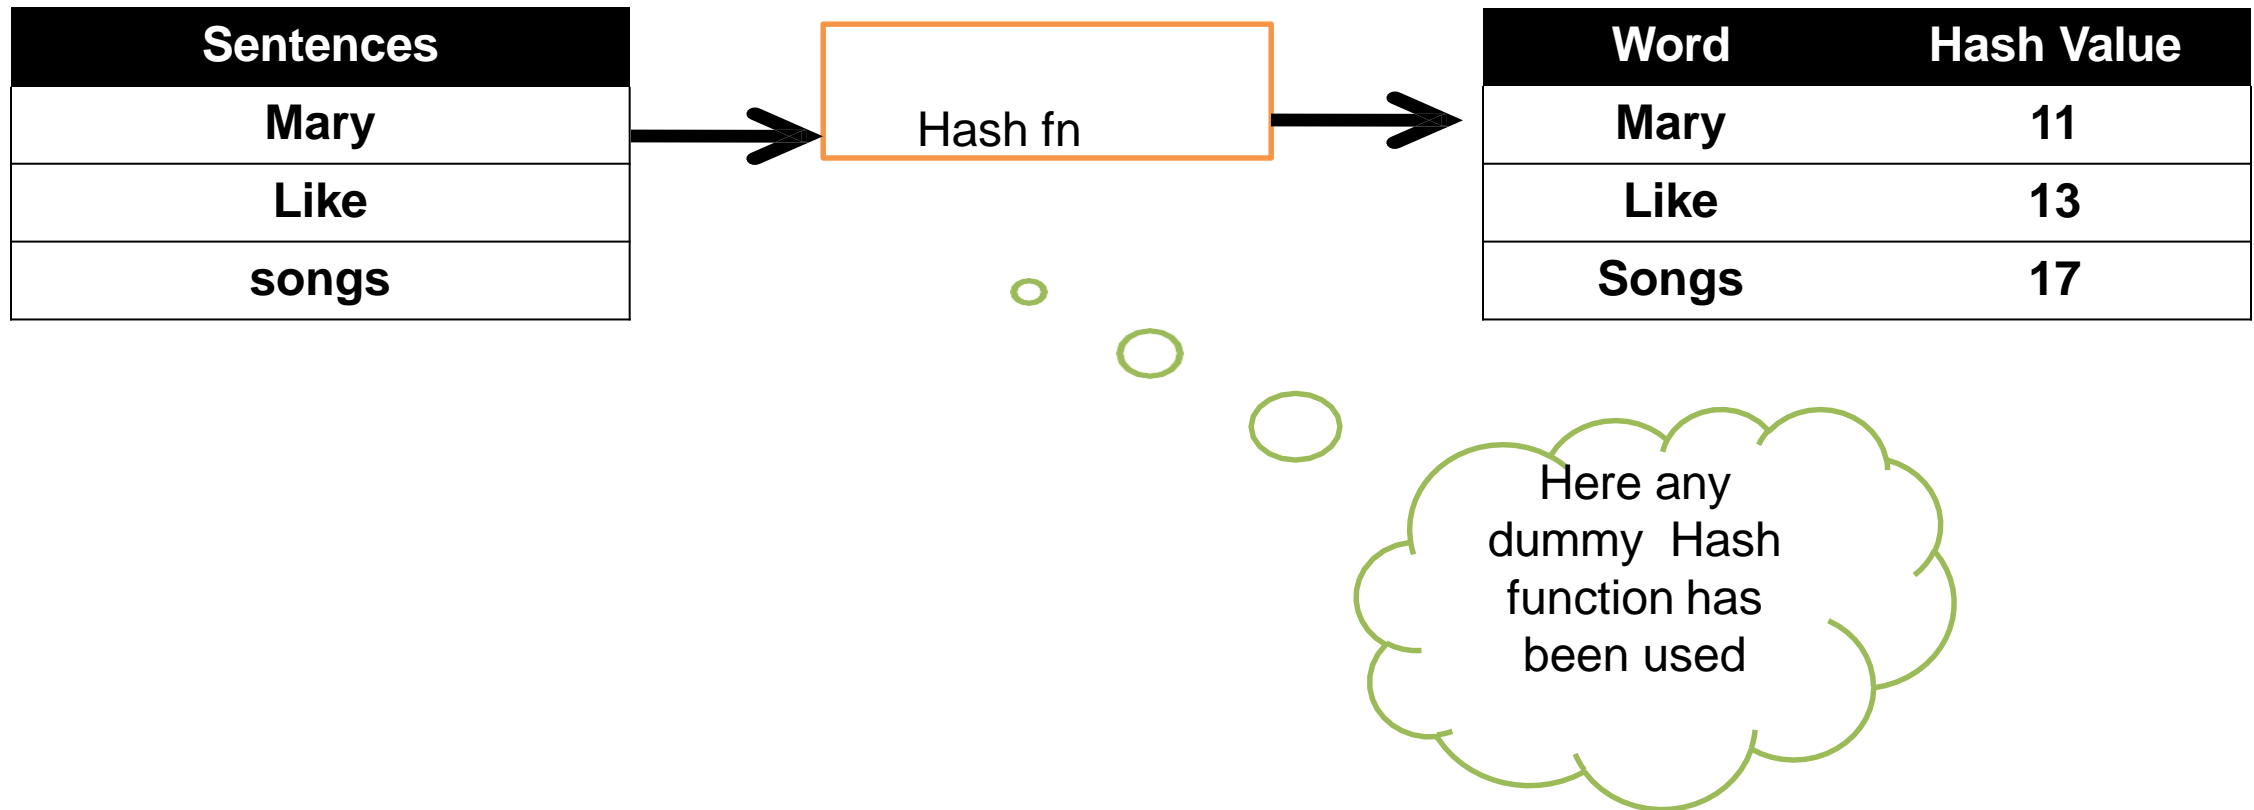 Sentences
Mary
Like
songs
Hash fn
Word Hash Value
Mary 11
Like 13
Songs 17
Here any
dummy Hash
function has
been used